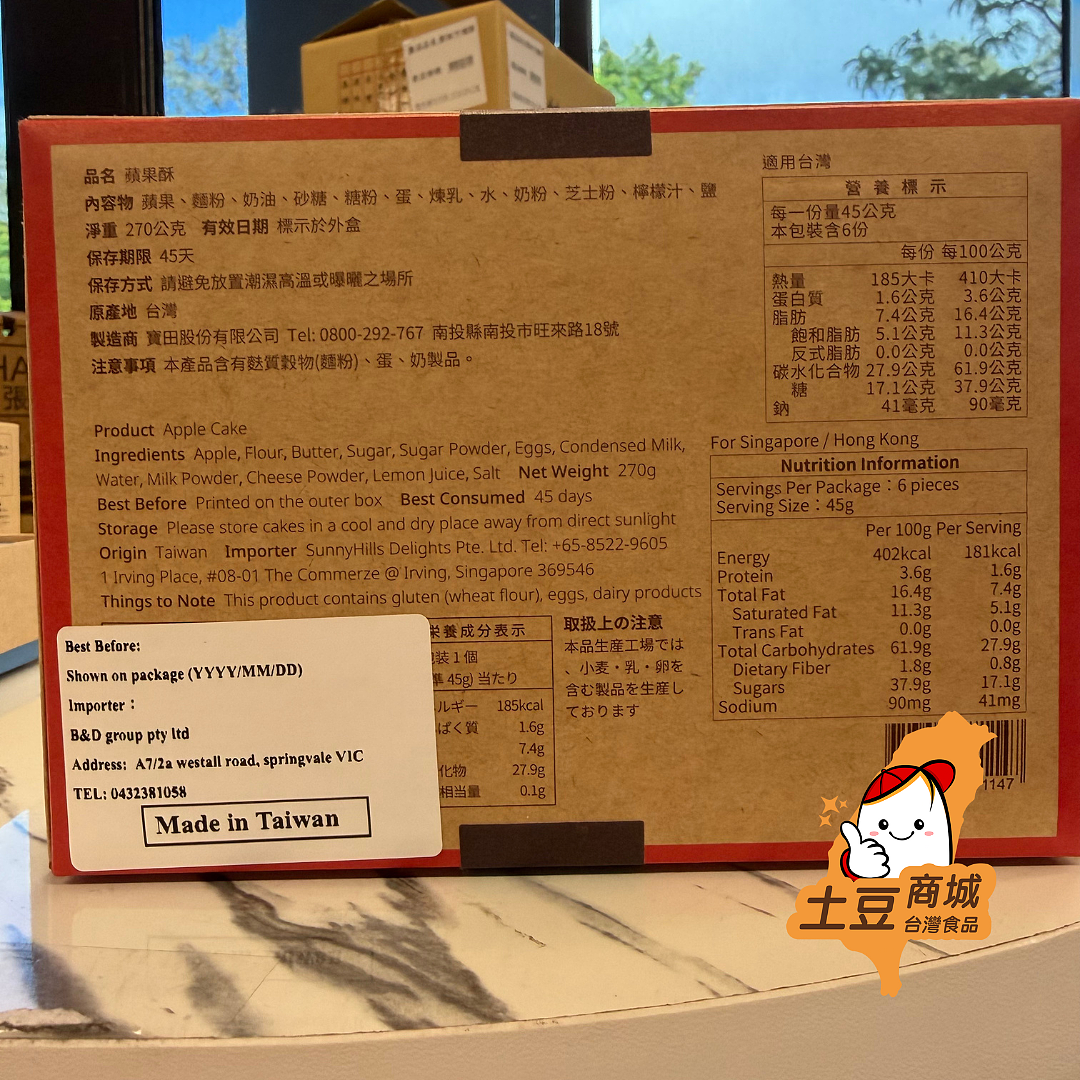 品名 蘋果酥
內容物 蘋果、麵粉、奶油、砂糖、糖粉、蛋、煉乳、水、奶粉、芝士粉、檸檬汁、鹽
淨重 270公克 有效日期 標示於外盒
保存期限 45天
保存方式 請避免放置潮濕高溫或曝曬之場所
原產地 台灣
製造商 寶田股份有限公司 Tel: 0800-292-767 南投縣南投市旺來路18號
注意事項 本產品含有麩質穀物(麵粉)、蛋、奶製品。
適用台灣
營養標示
每一份量45公克
本包裝含6份
每份 每100公克
熱量 185大卡 410大卡
蛋白質 1.6公克 3.6公克
脂肪 7.4公克 16.4公克
飽和脂肪 5.1公克 11.3公克
反式脂肪 0.0公克 0.0公克
碳水化合物 27.9公克 61.9公克
糖 17.1公克 37.9公克
鈉 41毫克 90毫克
Product Apple Cake
Ingredients Apple, Flour, Butter, Sugar, Sugar Powder, Eggs, Condensed Milk,
Water, Milk Powder, Cheese Powder, Lemon Juice, Salt Net Weight 270g
Best Before Printed on the outer box Best Consumed 45 days
Storage Please store cakes in a cool and dry place away from direct sunlight
Origin Taiwan Importer SunnyHills Delights Pte. Ltd. Tel: +65-8522-9605
1 Irving Place, #08-01 The Commerze @ Irving, Singapore 369546
Things to Note This product contains gluten (wheat flour), eggs, dairy products
For Singapore / Hong Kong
Nutrition Information
Servings Per Package：6 pieces
Serving Size：45g
Per 100g Per Serving
Energy 402kcal 181kcal
Protein 3.6g 1.6g
Total Fat 16.4g 7.4g
Saturated Fat 11.3g 5.1g
Trans Fat 0.0g 0.0g
Total Carbohydrates 61.9g 27.9g
Dietary Fiber 1.8g 0.8g
Sugars 37.9g 17.1g
Sodium 90mg 41mg
Best Before:
Shown on package (YYYY/MM/DD)
Importer：
B&D group pty ltd
Address: A7/2a westall road, springvale VIC
TEL: 0432381058
Made in Taiwan
養成分表示
装1個
45g) 当たり
ルギー 185kcal
ぱく質 1.6g
7.4g
化物 27.9g
相当量 0.1g
取扱上の注意
本品生産工場では
、小麦・乳・卵を
含む製品を生産し
ております
1147
土豆商城
台灣食品